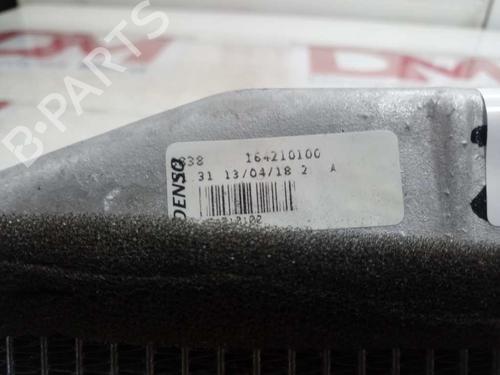 B-PARTS
DENSO
338 164210100
31 13/04/18 2 A